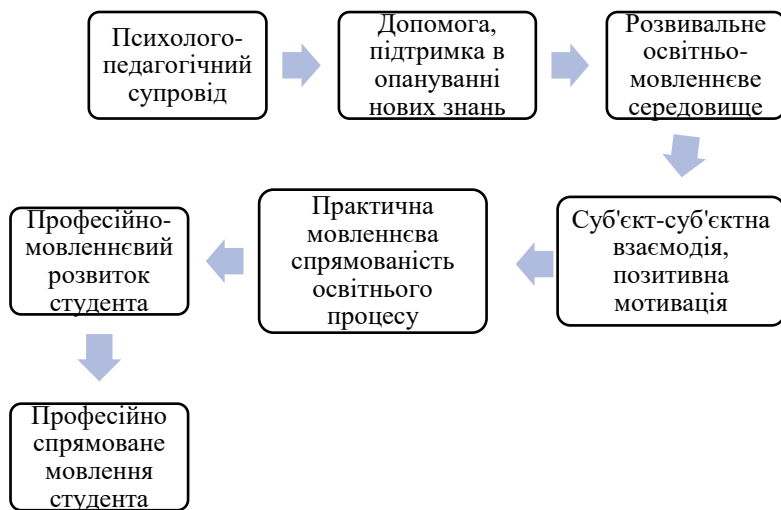 Психолого-
педагогічний
супровід
Допомога,
підтримка в
опануванні
нових знань
Розвивальне
освітньо-
мовленнєве
середовище
Суб'єкт-суб'єктна
взаємодія,
позитивна
мотивація
Практична
мовленнєва
спрямованість
освітнього
процесу
Професійно-
мовленнєвий
розвиток
студента
Професійно
спрямоване
мовлення
студента